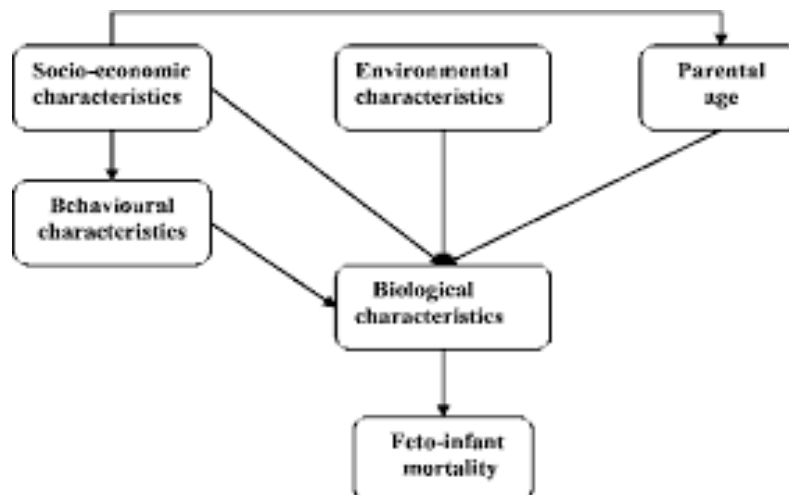 Socio-economic
characteristics
Environmental
characteristics
Parental
age
Behavioural
characteristics
Biological
characteristics
Feto-infant
mortality